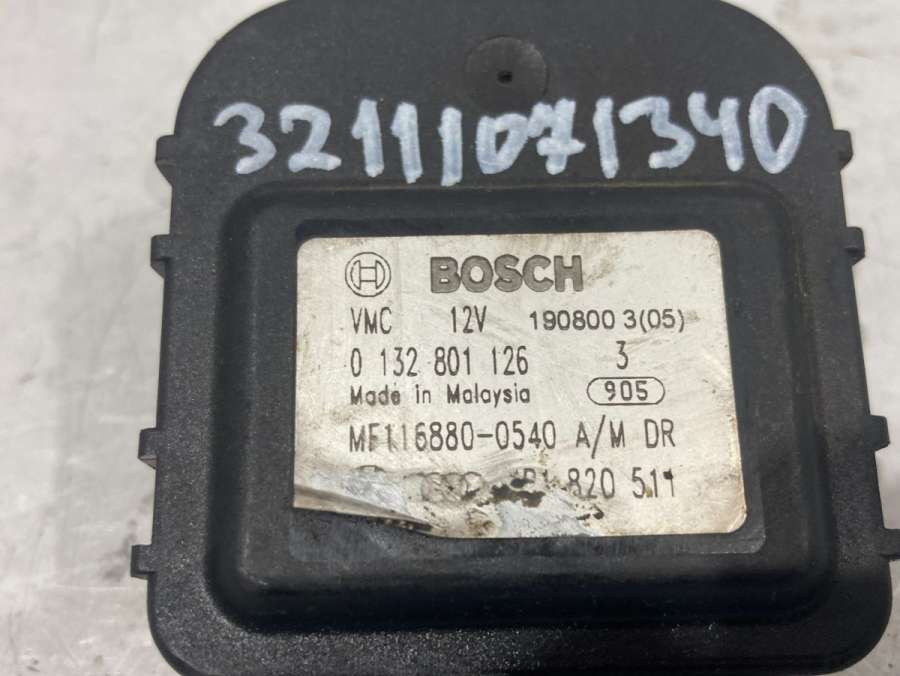 32111071340
BOSCH
VMC 12V 190800 3(05)
0 132 801 126 3
Made in Malaysia 905
MF116880-0540 A/M DR
820 511